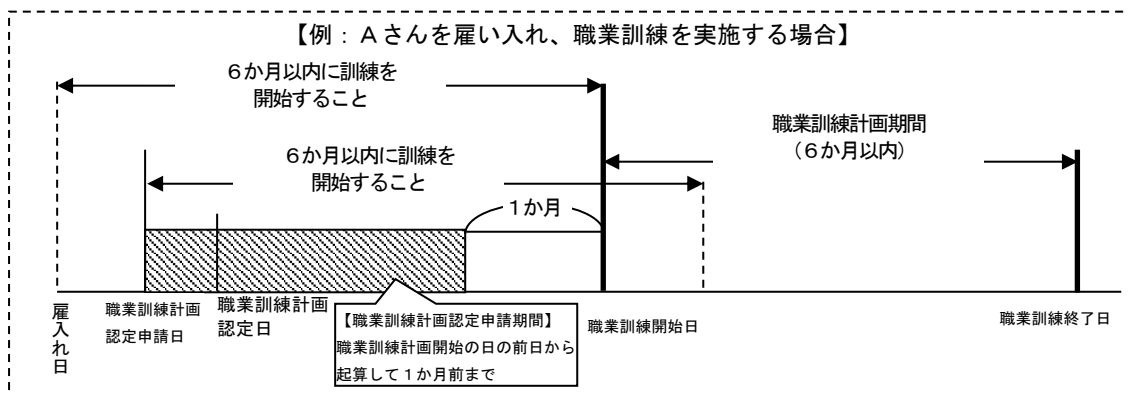 【例：Ａさんを雇い入れ、職業訓練を実施する場合】
６か月以内に訓練を
開始すること
職業訓練計画期間
（６か月以内）
６か月以内に訓練を
開始すること
１か月
雇入れ日
職業訓練計画
認定申請日
職業訓練計画
認定日
【職業訓練計画認定申請期間】
職業訓練計画開始の日の前日から
起算して１か月前まで
職業訓練開始日
職業訓練終了日